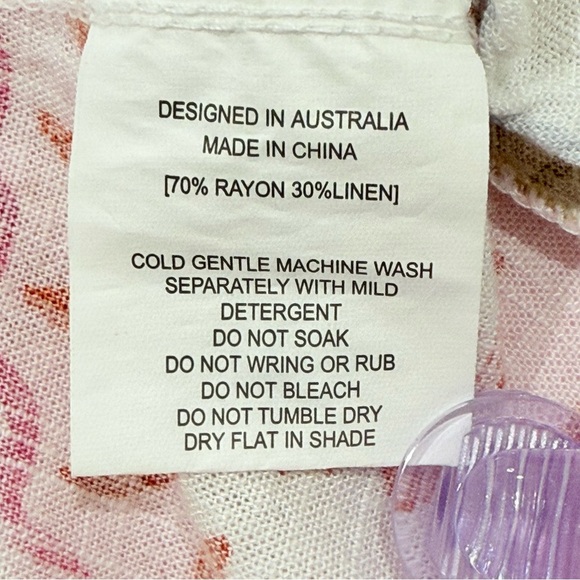 DESIGNED IN AUSTRALIA
MADE IN CHINA
[70% RAYON 30%LINEN]
COLD GENTLE MACHINE WASH
SEPARATELY WITH MILD
DETERGENT
DO NOT SOAK
DO NOT WRING OR RUB
DO NOT BLEACH
DO NOT TUMBLE DRY
DRY FLAT IN SHADE